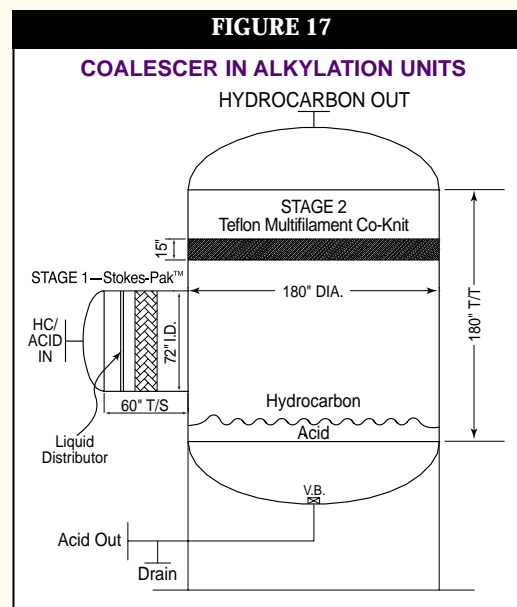 FIGURE 17
COALESCER IN ALKYLATION UNITS
HYDROCARBON OUT
STAGE 2
Teflon Multifilament Co-Knit
15"
STAGE 1—Stokes-Pak™
180" DIA.
180" T/T
HC/
ACID
IN
72" I.D.
60" T/S
Liquid
Distributor
Hydrocarbon
Acid
V.B.
Acid Out
Drain